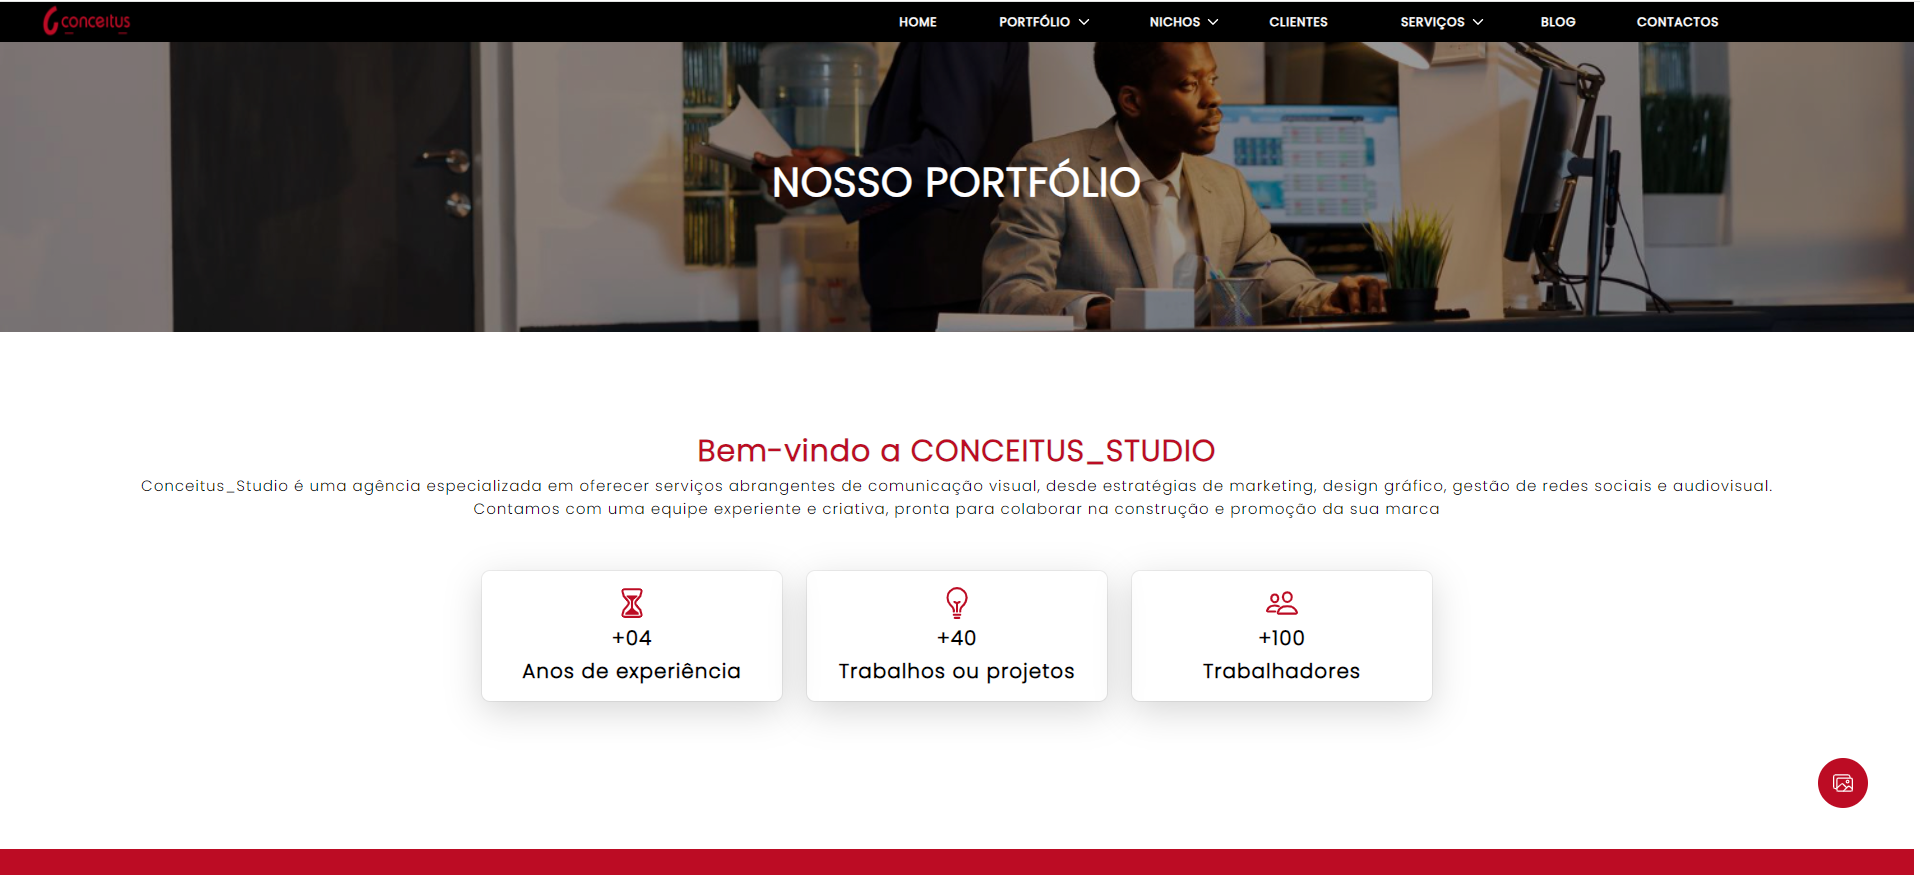 conceitus
HOME PORTFÓLIO NICHOS CLIENTES SERVIÇOS BLOG CONTACTOS
NOSSO PORTFÓLIO
Bem-vindo a CONCEITUS_STUDIO
Conceitus_Studio é uma agência especializada em oferecer serviços abrangentes de comunicação visual, desde estratégias de marketing, design gráfico, gestão de redes sociais e audiovisual.
Contamos com uma equipe experiente e criativa, pronta para colaborar na construção e promoção da sua marca
+04
Anos de experiência
+40
Trabalhos ou projetos
+100
Trabalhadores